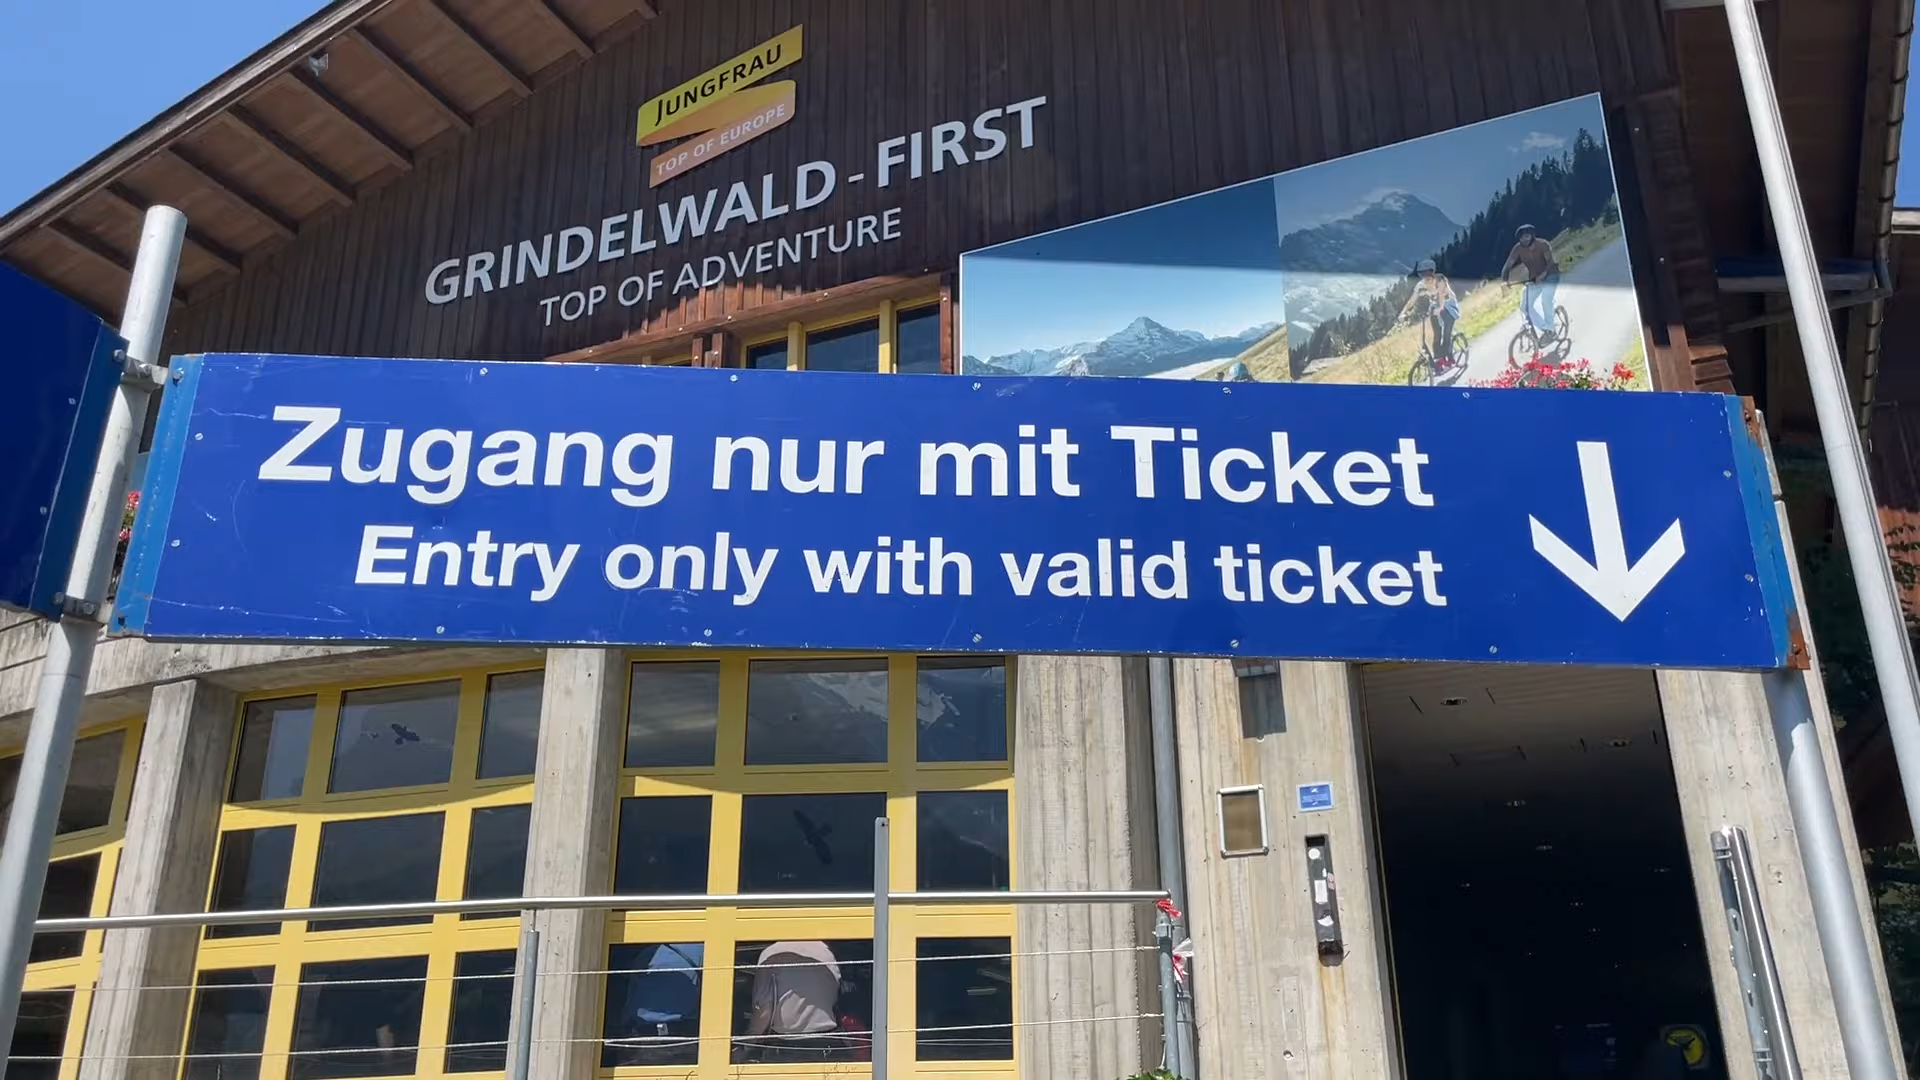 JUNGFRAU
TOP OF EUROPE
GRINDELWALD - FIRST
TOP OF ADVENTURE
Zugang nur mit Ticket
Entry only with valid ticket